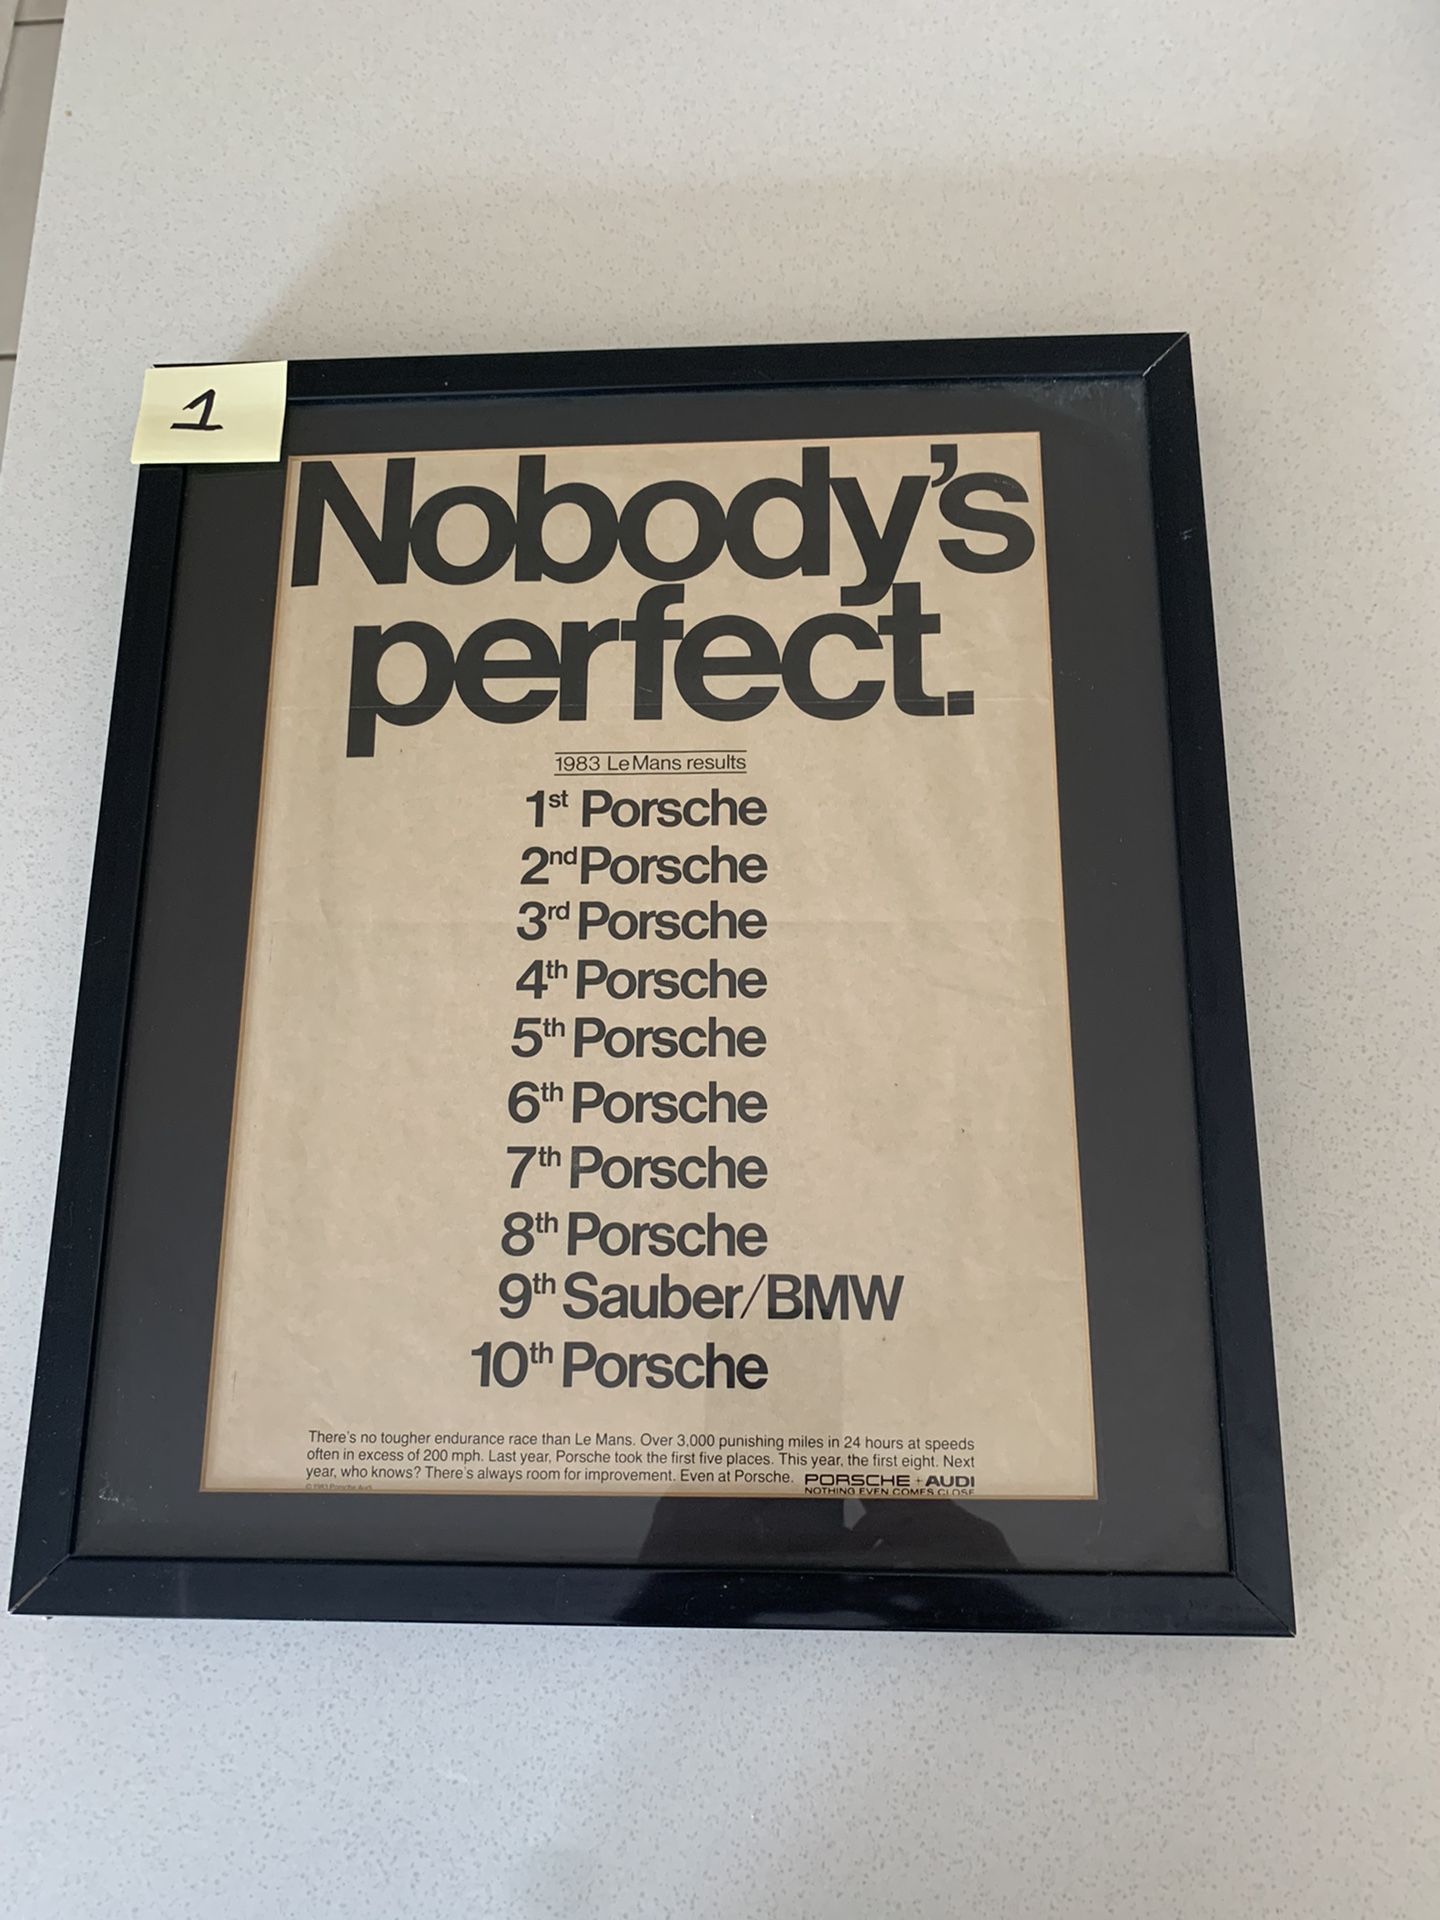 1
Nobody's
perfect.
1983 Le Mans results
1st Porsche
2nd Porsche
3rd Porsche
4th Porsche
5th Porsche
6th Porsche
7th Porsche
8th Porsche
9th Sauber/BMW
10th Porsche
There's no tougher endurance race than Le Mans. Over 3,000 punishing miles in 24 hours at speeds
often in excess of 200 mph. Last year, Porsche took the first five places. This year, the first eight. Next
year, who knows? There's always room for improvement. Even at Porsche. PORSCHE + AUDI
© 1983 Porsche Audi NOTHING EVEN COMES CLOSE